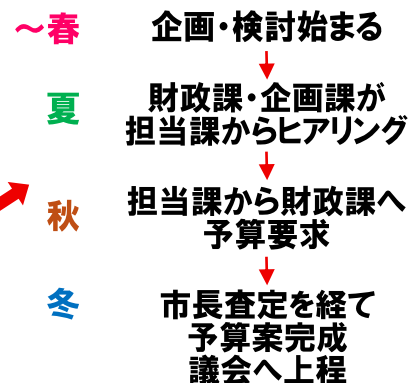 ～春 企画・検討始まる
夏 財政課・企画課が
担当課からヒアリング
秋 担当課から財政課へ
予算要求
冬 市長査定を経て
予算案完成
議会へ上程